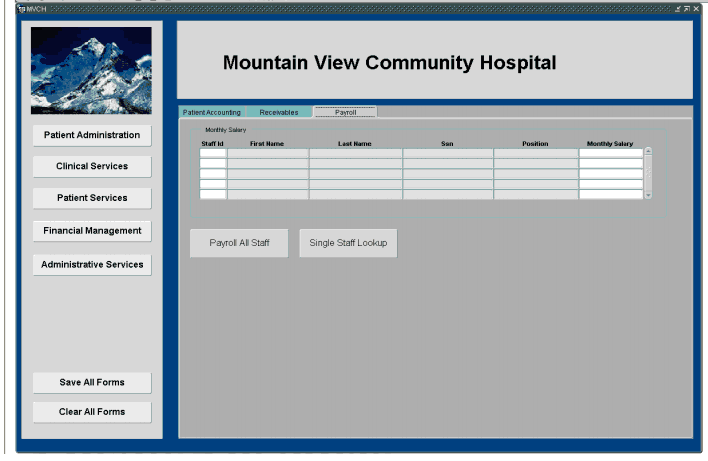 MVCH
Mountain View Community Hospital
Patient Administration
Clinical Services
Patient Services
Financial Management
Administrative Services
Save All Forms
Clear All Forms
Patient Accounting Receivables Payroll
Monthly Salary
Staff Id First Name Last Name Ssn Position Monthly Salary
Payroll All Staff Single Staff Lookup